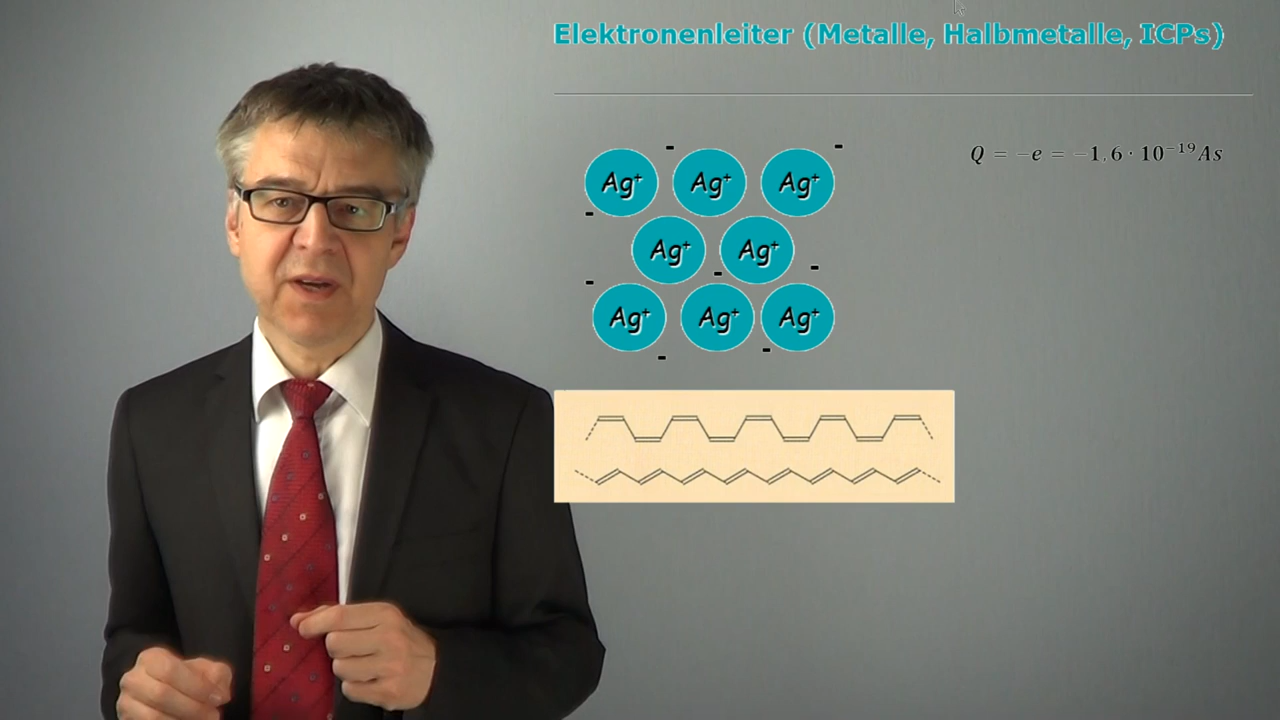 Elektronenleiter (Metalle, Halbmetalle, ICPs)
Q = −e = −1,6 · 10⁻¹⁹As
Ag⁺ Ag⁺ Ag⁺
Ag⁺ Ag⁺
Ag⁺ Ag⁺ Ag⁺